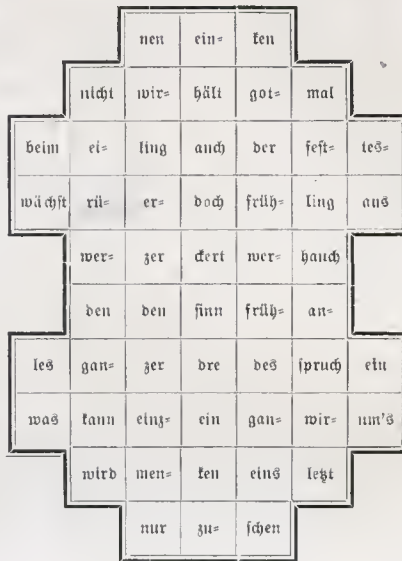 nen ein= ken
nicht wir= hält got= mal
beim ei= ling auch der fest= tes=
wächst rü= er= doch früh= ling aus
wer= zer ckert wer= hauch
den den sinn früh= an=
les gan= zer dre des spruch ein
was kann einz= ein gan= wir= um's
wird men= ken eins letzt
nur zu= schen